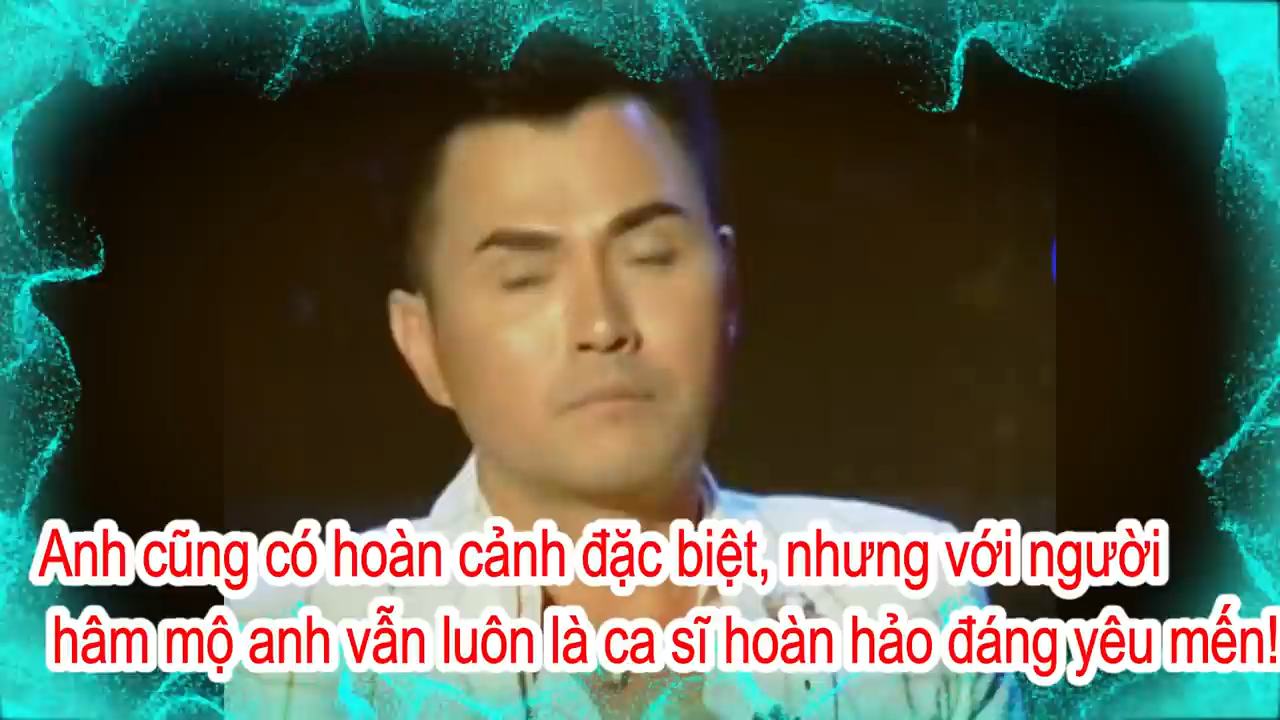 Anh cũng có hoàn cảnh đặc biệt, nhưng với người
hâm mộ anh vẫn luôn là ca sĩ hoàn hảo đáng yêu mến!